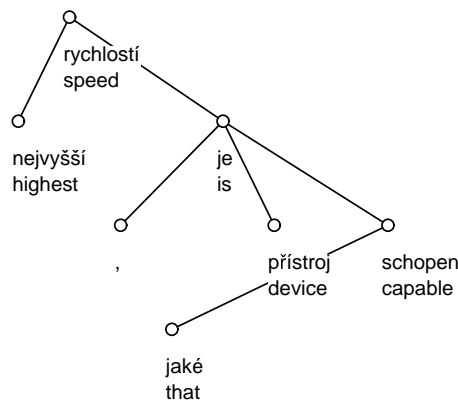 rychlostí
speed
nejvyšší
highest
je
is
,
přístroj
device
schopen
capable
jaké
that